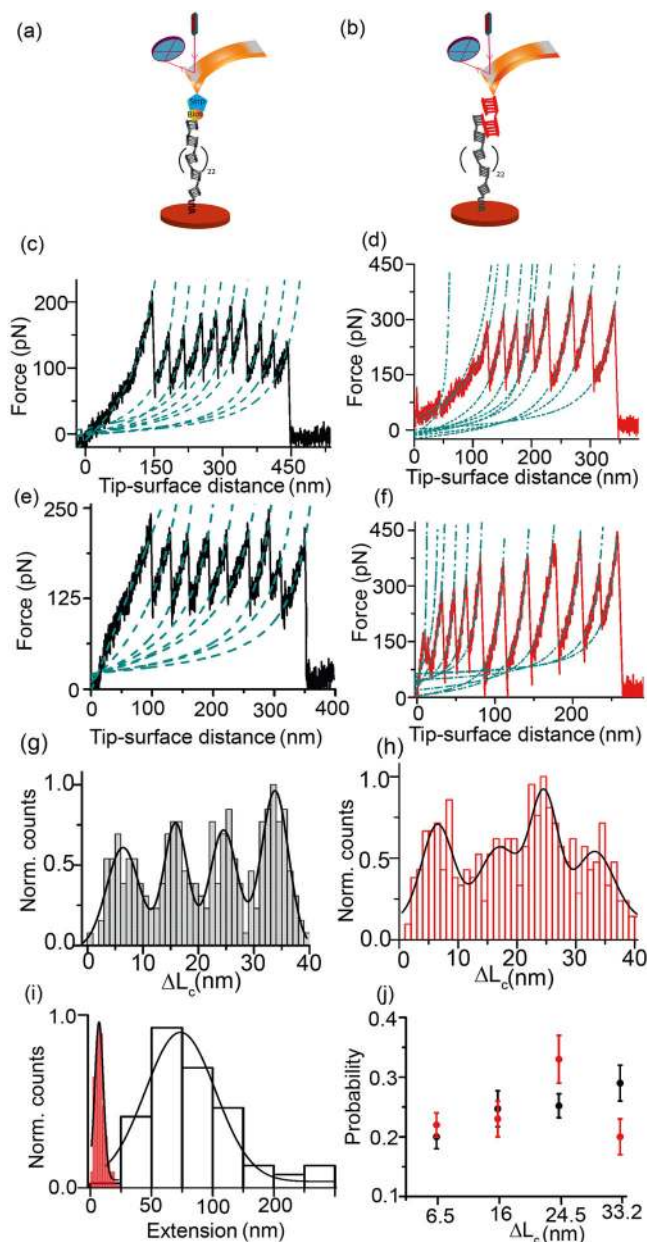 (a) (b)
22 22
(c) (d)
Force (pN) 200 100 0
0 150 250 350 450
Tip-surface distance (nm)
Force (pN) 450 300 150 0
0 100 200 300
Tip-surface distance (nm)
(e) (f)
Force (pN) 250 125 0
0 100 200 300 400
Tip-surface distance (nm)
Force (pN) 450 300 150 0
0 100 200
Tip-surface distance (nm)
(g) (h)
Norm. counts 1.0 0.5 0.0
0 10 20 30 40
ΔLc(nm)
Norm. counts 1.0 0.5 0.0
0 10 20 30 40
ΔLc(nm)
(i) (j)
Norm. counts 1.0 0.0
0 50 100 200
Extension (nm)
Probability 0.4 0.3 0.2 0.1
6.5 16 24.5 33.2
ΔLc(nm)